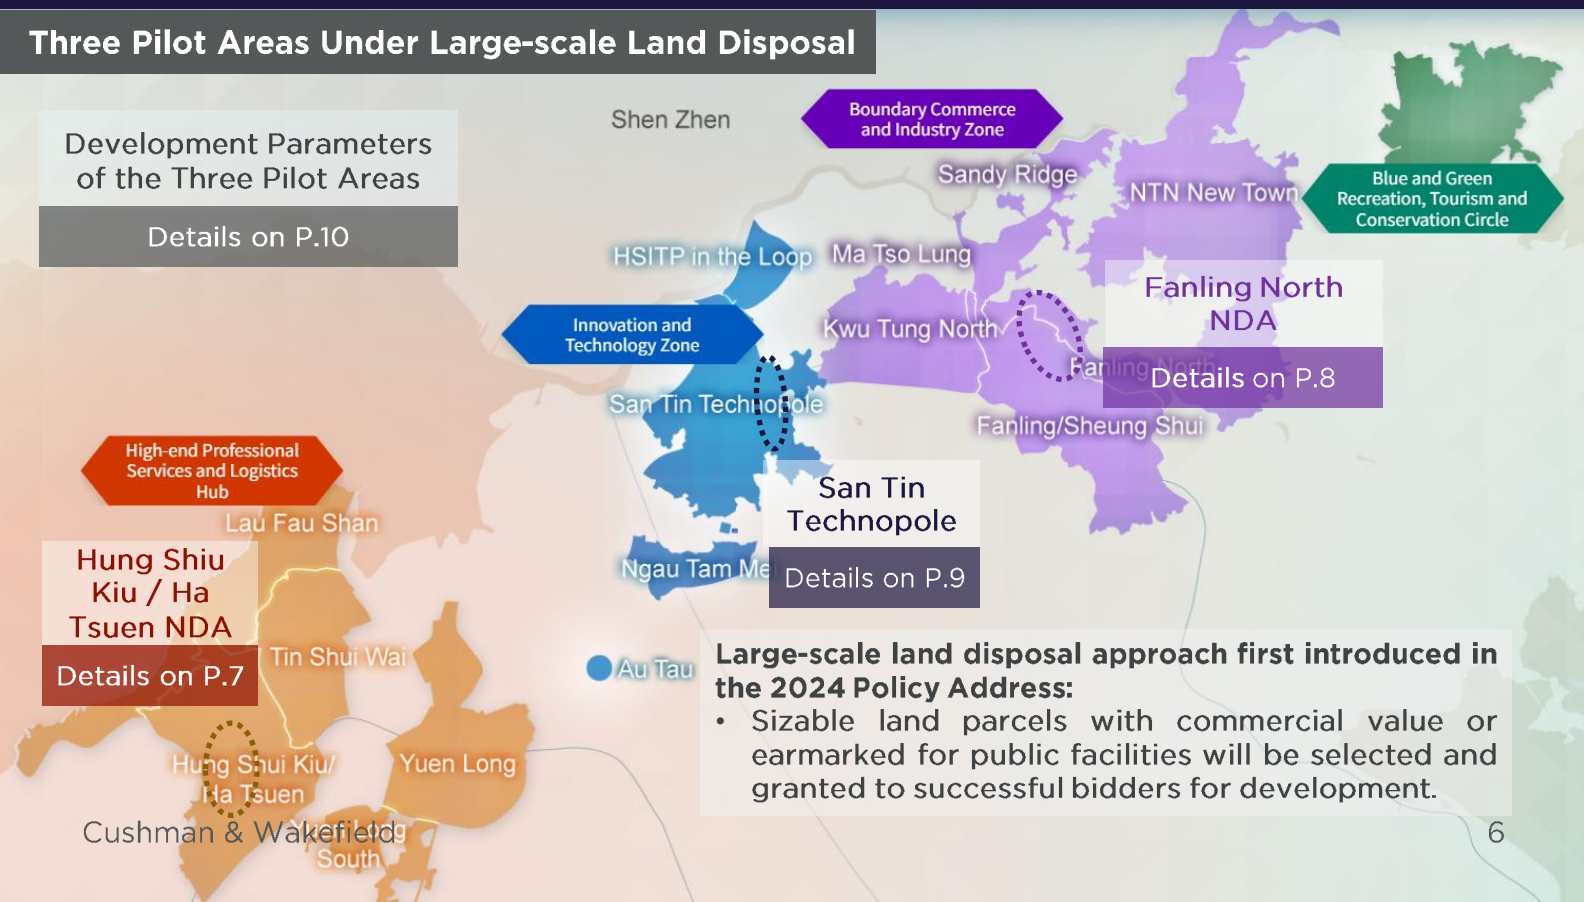 Three Pilot Areas Under Large-scale Land Disposal
Development Parameters
of the Three Pilot Areas
Details on P.10
Shen Zhen
Boundary Commerce
and Industry Zone
Sandy Ridge
NTN New Town
Blue and Green
Recreation, Tourism and
Conservation Circle
HSITP in the Loop
Ma Tso Lung
Fanling North
NDA
Details on P.8
Innovation and
Technology Zone
Kwu Tung North
Fanling North
San Tin Technopole
Fanling/Sheung Shui
High-end Professional
Services and Logistics
Hub
Lau Fau Shan
San Tin
Technopole
Details on P.9
Ngau Tam Mei
Hung Shiu
Kiu / Ha
Tsuen NDA
Details on P.7
Tin Shui Wai
Au Tau
Large-scale land disposal approach first introduced in
the 2024 Policy Address:
• Sizable land parcels with commercial value or
earmarked for public facilities will be selected and
granted to successful bidders for development.
Hung Shui Kiu/
Ha Tsuen
Yuen Long
Yuen Long
South
Cushman & Wakefield
6